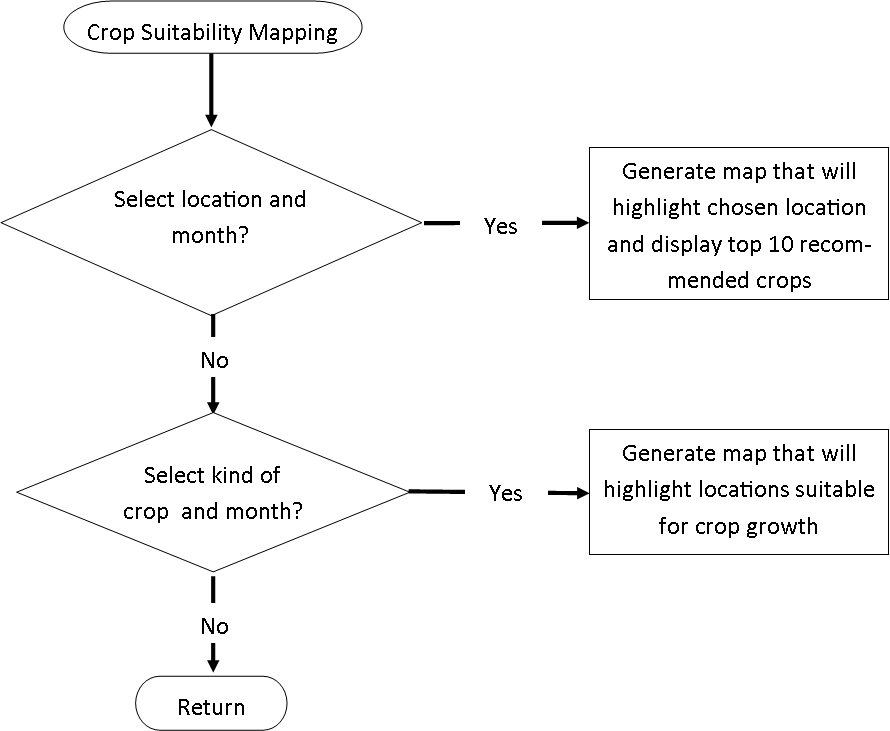 Crop Suitability Mapping
Select location and
month?
Yes
Generate map that will
highlight chosen location
and display top 10 recom-
mended crops
No
Select kind of
crop  and month?
Yes
Generate map that will
highlight locations suitable
for crop growth
No
Return